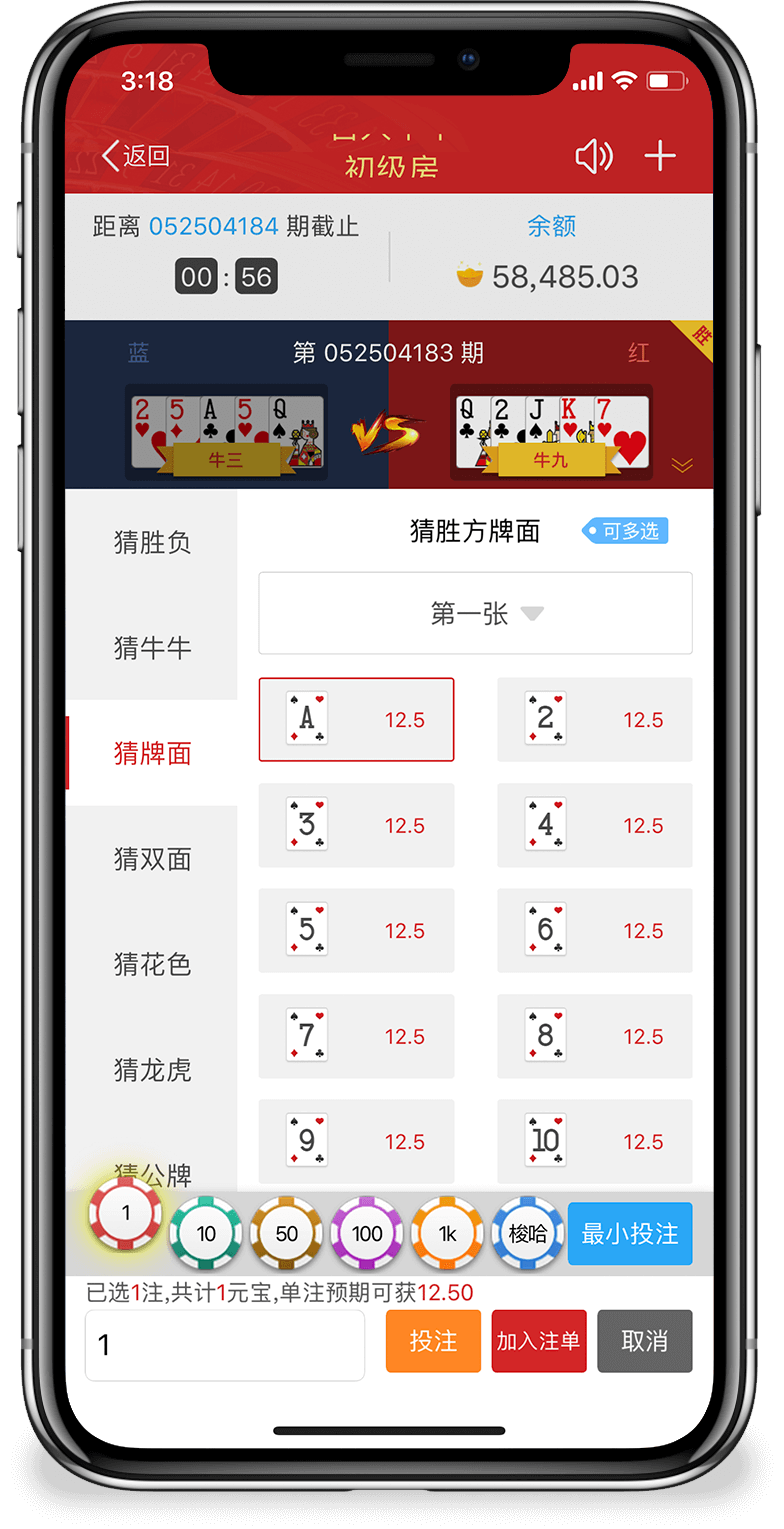 3:18
返回
初级房
距离 052504184 期截止
00 : 56
余额
58,485.03
蓝
第 052504183 期
红
胜
2 5 A 5 Q
牛三
VS
Q 2 J K 7
牛九
猜胜负
猜牛牛
猜牌面
猜双面
猜花色
猜龙虎
猜公牌
猜胜方牌面
可多选
第一张
A 12.5
2 12.5
3 12.5
4 12.5
5 12.5
6 12.5
7 12.5
8 12.5
9 12.5
10 12.5
1
10
50
100
1k
梭哈
最小投注
已选1注,共计1元宝,单注预期可获12.50
1
投注
加入注单
取消